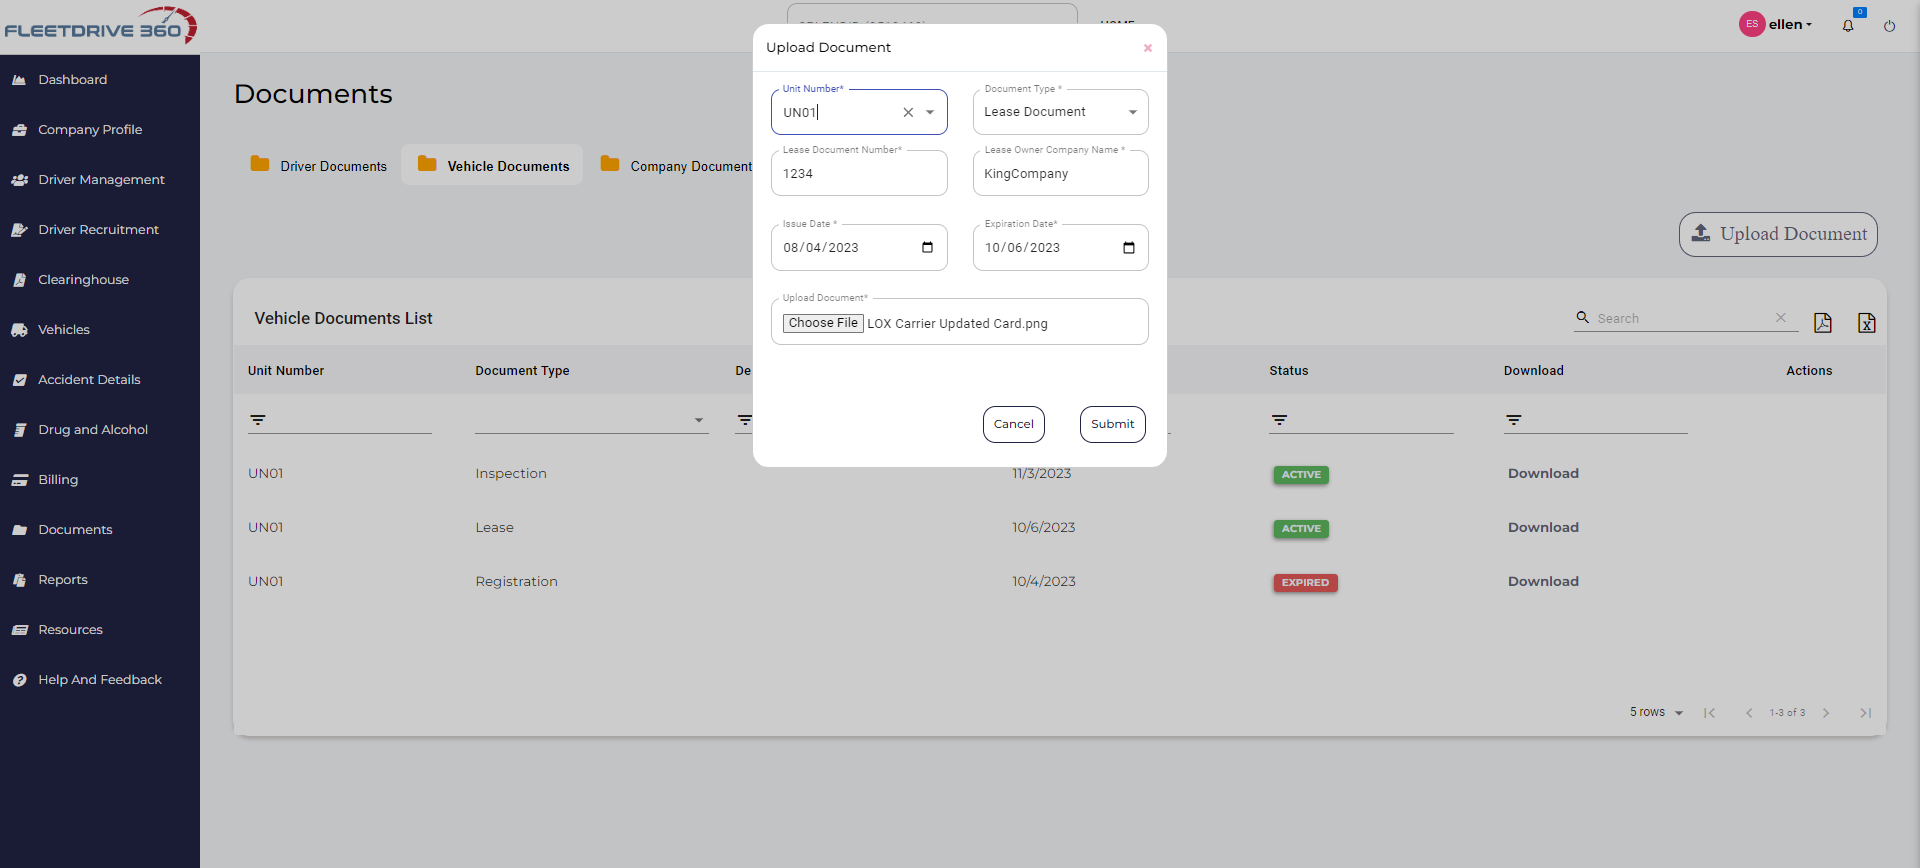 FLEETDRIVE 360
HOME
ES ellen
0
Dashboard
Company Profile
Driver Management
Driver Recruitment
Clearinghouse
Vehicles
Accident Details
Drug and Alcohol
Billing
Documents
Reports
Resources
Help And Feedback
Documents
Driver Documents
Vehicle Documents
Company Document
Upload Document
Vehicle Documents List
Search
Unit Number Document Type De Status Download Actions
UN01 Inspection 11/3/2023 ACTIVE Download
UN01 Lease 10/6/2023 ACTIVE Download
UN01 Registration 10/4/2023 EXPIRED Download
5 rows 1-3 of 3
Upload Document
Unit Number*
UN01
Document Type *
Lease Document
Lease Document Number*
1234
Lease Owner Company Name *
KingCompany
Issue Date *
08/04/2023
Expiration Date*
10/06/2023
Upload Document*
Choose File LOX Carrier Updated Card.png
Cancel
Submit